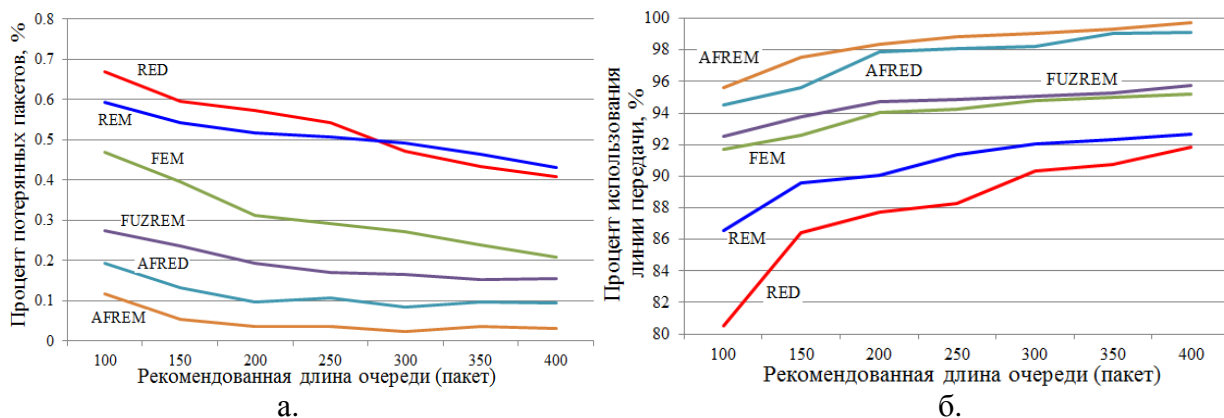 Процент потеряных пакетов, %
0.8
0.7
0.6
0.5
0.4
0.3
0.2
0.1
0
RED
REM
FEM
FUZREM
AFRED
AFREM
100 150 200 250 300 350 400
Рекомендованная длина очереди (пакет)
а.
Процент использования
линии передачи, %
100
98
96
94
92
90
88
86
84
82
80
AFREM
AFRED
FUZREM
FEM
REM
RED
100 150 200 250 300 350 400
Рекомендованная длина очереди (пакет)
б.